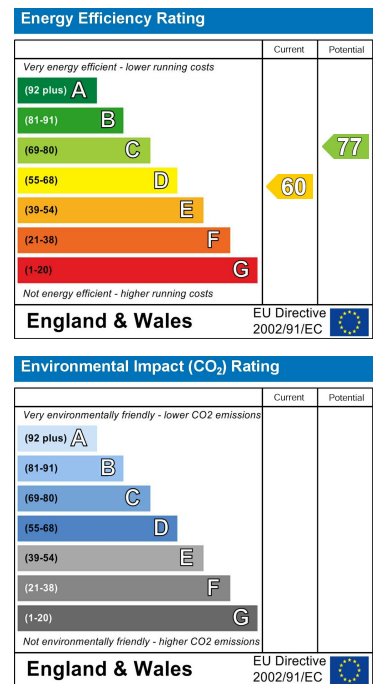 Energy Efficiency Rating
Current Potential
Very energy efficient - lower running costs
(92 plus) A
(81-91) B
(69-80) C
77
(55-68) D
60
(39-54) E
(21-38) F
(1-20) G
Not energy efficient - higher running costs
England & Wales
EU Directive
2002/91/EC
Environmental Impact (CO₂) Rating
Current Potential
Very environmentally friendly - lower CO2 emissions
(92 plus) A
(81-91) B
(69-80) C
(55-68) D
(39-54) E
(21-38) F
(1-20) G
Not environmentally friendly - higher CO2 emissions
England & Wales
EU Directive
2002/91/EC